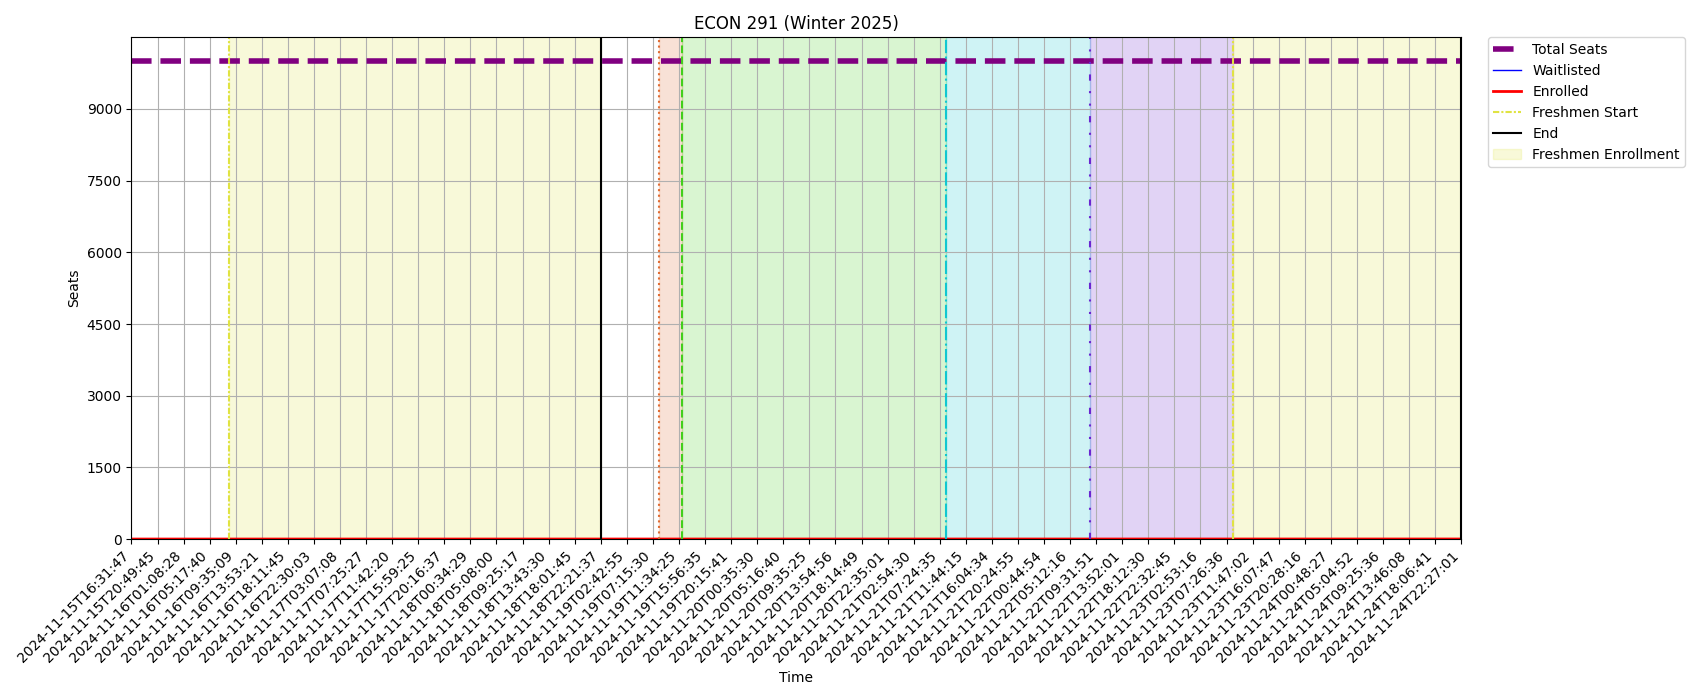 ECON 291 (Winter 2025)
Total Seats
Waitlisted
Enrolled
Freshmen Start
End
Freshmen Enrollment
Seats
9000
7500
6000
4500
3000
1500
0
2024-11-15T16:31:47
2024-11-15T20:49:45
2024-11-16T01:08:28
2024-11-16T05:17:40
2024-11-16T09:35:09
2024-11-16T13:53:21
2024-11-16T18:11:45
2024-11-16T22:30:03
2024-11-17T03:07:08
2024-11-17T07:25:27
2024-11-17T11:42:20
2024-11-17T15:59:25
2024-11-17T20:16:37
2024-11-18T00:34:29
2024-11-18T05:08:00
2024-11-18T09:25:17
2024-11-18T13:43:30
2024-11-18T18:01:45
2024-11-18T22:21:37
2024-11-19T02:42:55
2024-11-19T07:15:30
2024-11-19T11:34:25
2024-11-19T15:56:35
2024-11-19T20:15:41
2024-11-20T00:35:30
2024-11-20T05:16:40
2024-11-20T09:35:25
2024-11-20T13:54:56
2024-11-20T18:14:49
2024-11-20T22:35:01
2024-11-21T02:54:30
2024-11-21T07:24:35
2024-11-21T11:44:15
2024-11-21T16:04:34
2024-11-21T20:24:55
2024-11-22T00:44:54
2024-11-22T05:12:16
2024-11-22T09:31:51
2024-11-22T13:52:01
2024-11-22T18:12:30
2024-11-22T22:32:45
2024-11-23T02:53:16
2024-11-23T07:26:36
2024-11-23T11:47:02
2024-11-23T16:07:47
2024-11-23T20:28:16
2024-11-24T00:48:27
2024-11-24T05:04:52
2024-11-24T09:25:36
2024-11-24T13:46:08
2024-11-24T18:06:41
2024-11-24T22:27:01
Time